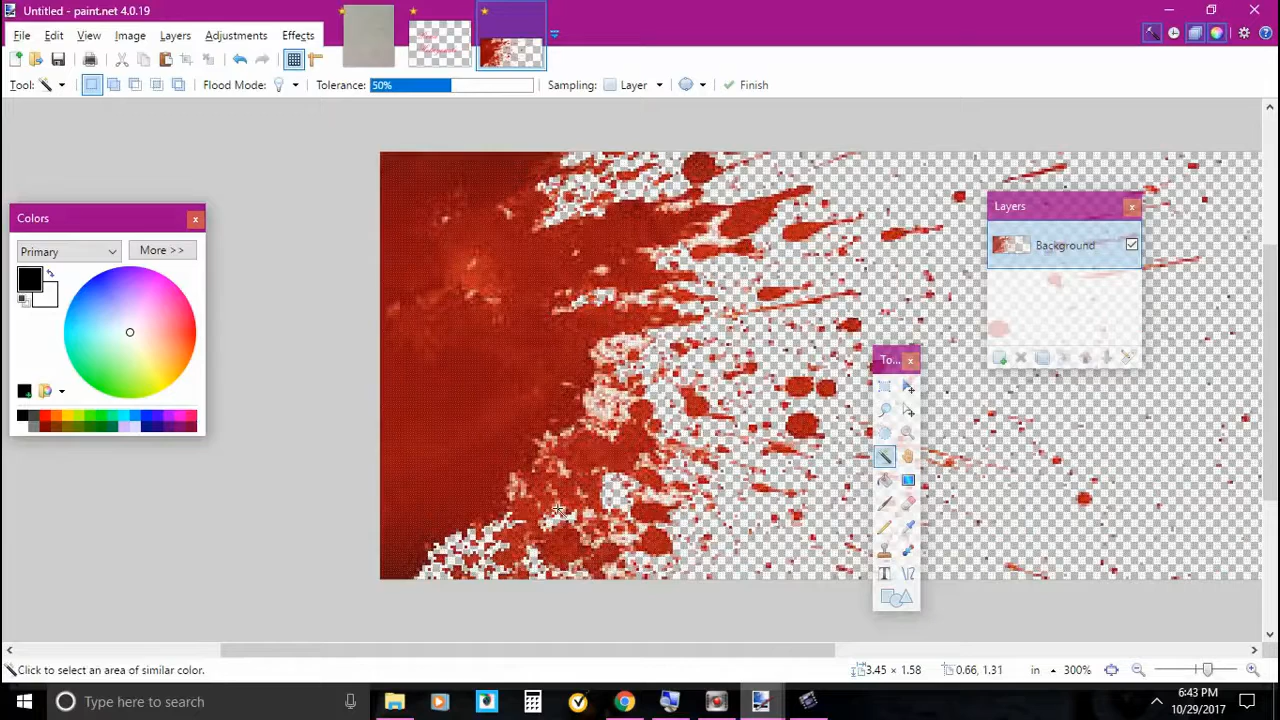 Untitled - paint.net 4.0.19
File Edit View Image Layers Adjustments Effects
Tool: Flood Mode: Tolerance: 50% Sampling: Layer Finish
Colors
Primary More >>
Layers
Background
To...
Click to select an area of similar color. 3.45 × 1.58 0.66, 1.31 in 300%
Type here to search
6:43 PM
10/29/2017